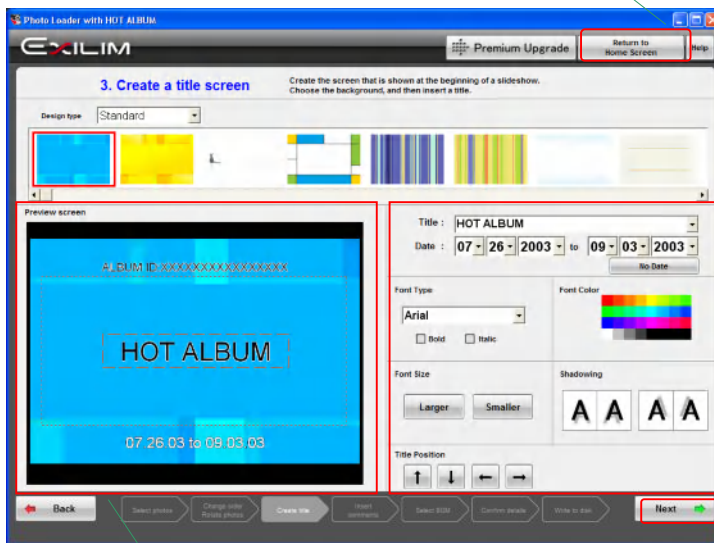 Photo Loader with HOT ALBUM
EXILIM
Premium Upgrade
Return to
Home Screen
Help
3. Create a title screen
Create the screen that is shown at the beginning of a slideshow.
Choose the background, and then insert a title.
Design type
Standard
Preview screen
ALBUM ID:XXXXXXXXXXXXXXXX
HOT ALBUM
07.26.03 to 09.03.03
Title : HOT ALBUM
Date : 07 - 26 - 2003 - to 09 - 03 - 2003
No Date
Font Type
Arial
Bold Italic
Font Color
Font Size
Larger Smaller
Shadowing
A A A A
Title Position
Back
Select photos
Change order
Rotate photos
Create title
Insert
comments
Select BGM
Confirm details
Write to disk
Next